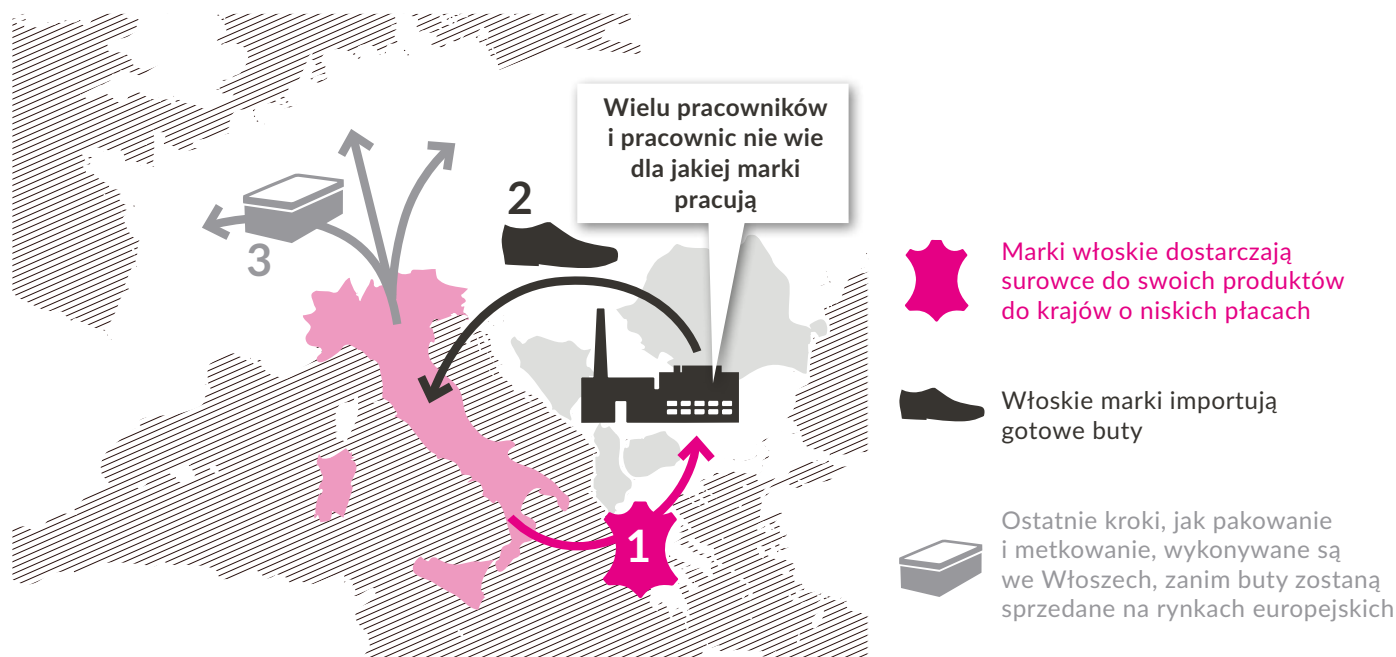 Wielu pracowników
i pracownic nie wie
dla jakiej marki
pracują
2
3
1
Marki włoskie dostarczają
surowce do swoich produktów
do krajów o niskich płacach
Włoskie marki importują
gotowe buty
Ostatnie kroki, jak pakowanie
i metkowanie, wykonywane są
we Włoszech, zanim buty zostaną
sprzedane na rynkach europejskich